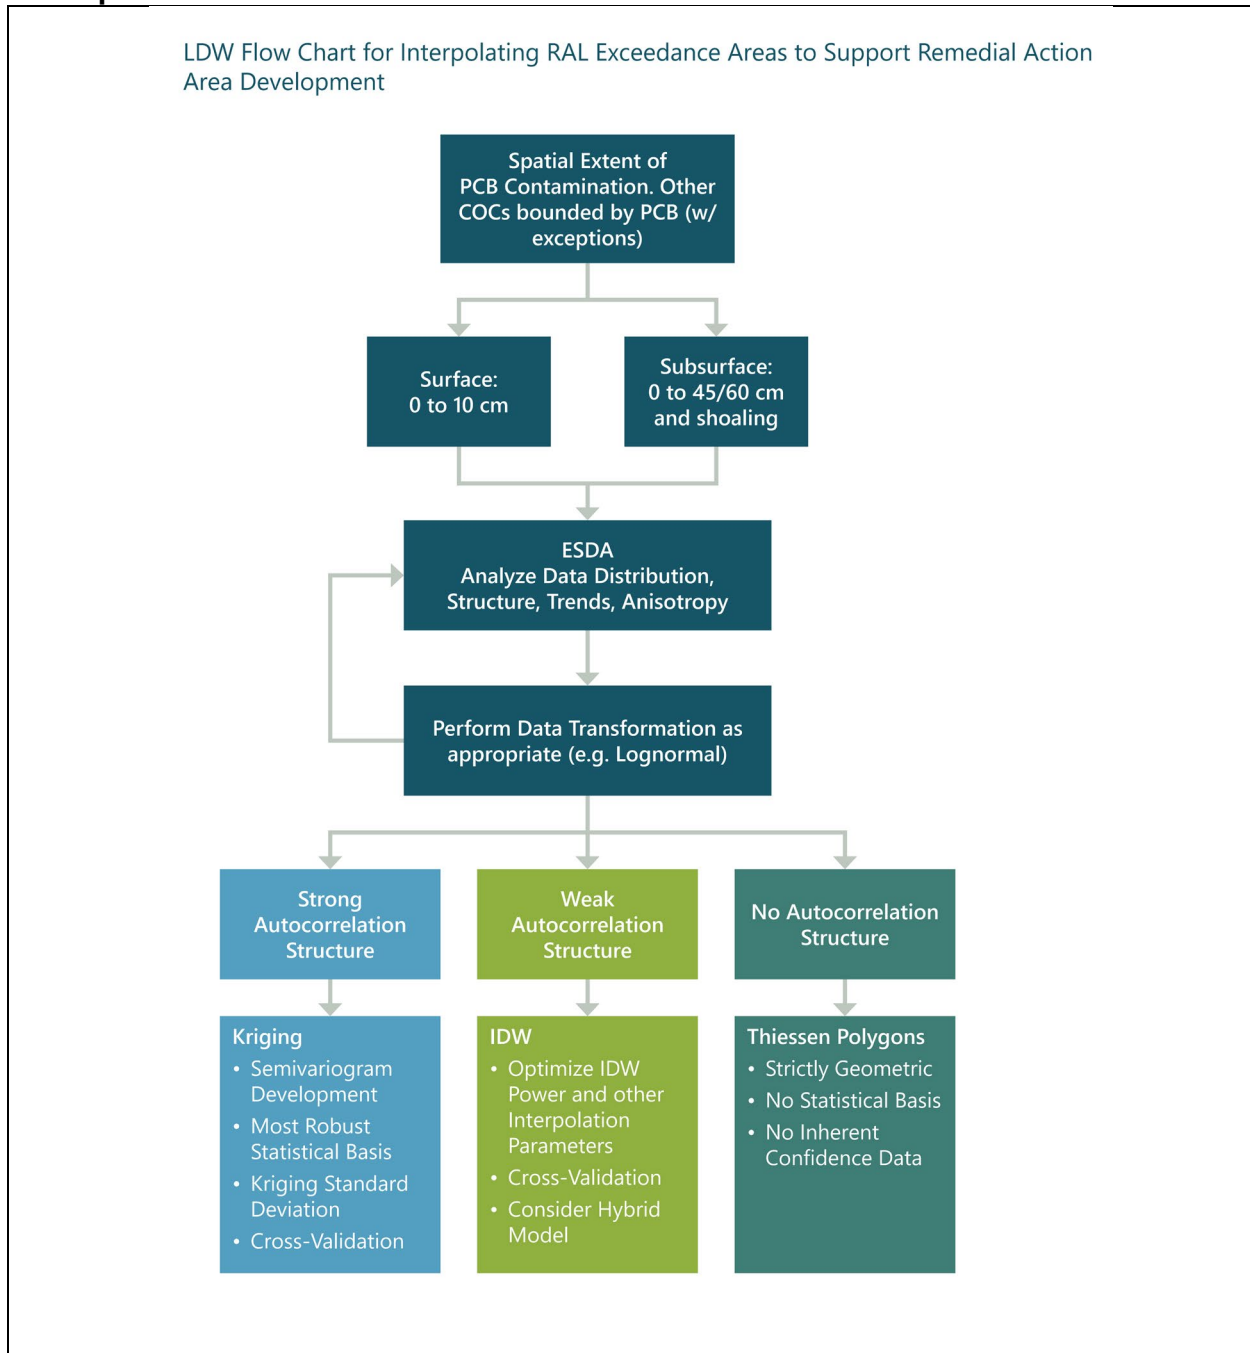 LDW Flow Chart for Interpolating RAL Exceedance Areas to Support Remedial Action
Area Development
Spatial Extent of
PCB Contamination. Other
COCs bounded by PCB (w/
exceptions)
Surface:
0 to 10 cm
Subsurface:
0 to 45/60 cm
and shoaling
ESDA
Analyze Data Distribution,
Structure, Trends, Anisotropy
Perform Data Transformation as
appropriate (e.g. Lognormal)
Strong
Autocorrelation
Structure
Weak
Autocorrelation
Structure
No Autocorrelation
Structure
Kriging
• Semivariogram
Development
• Most Robust
Statistical Basis
• Kriging Standard
Deviation
• Cross-Validation
IDW
• Optimize IDW
Power and other
Interpolation
Parameters
• Cross-Validation
• Consider Hybrid
Model
Thiessen Polygons
• Strictly Geometric
• No Statistical Basis
• No Inherent
Confidence Data